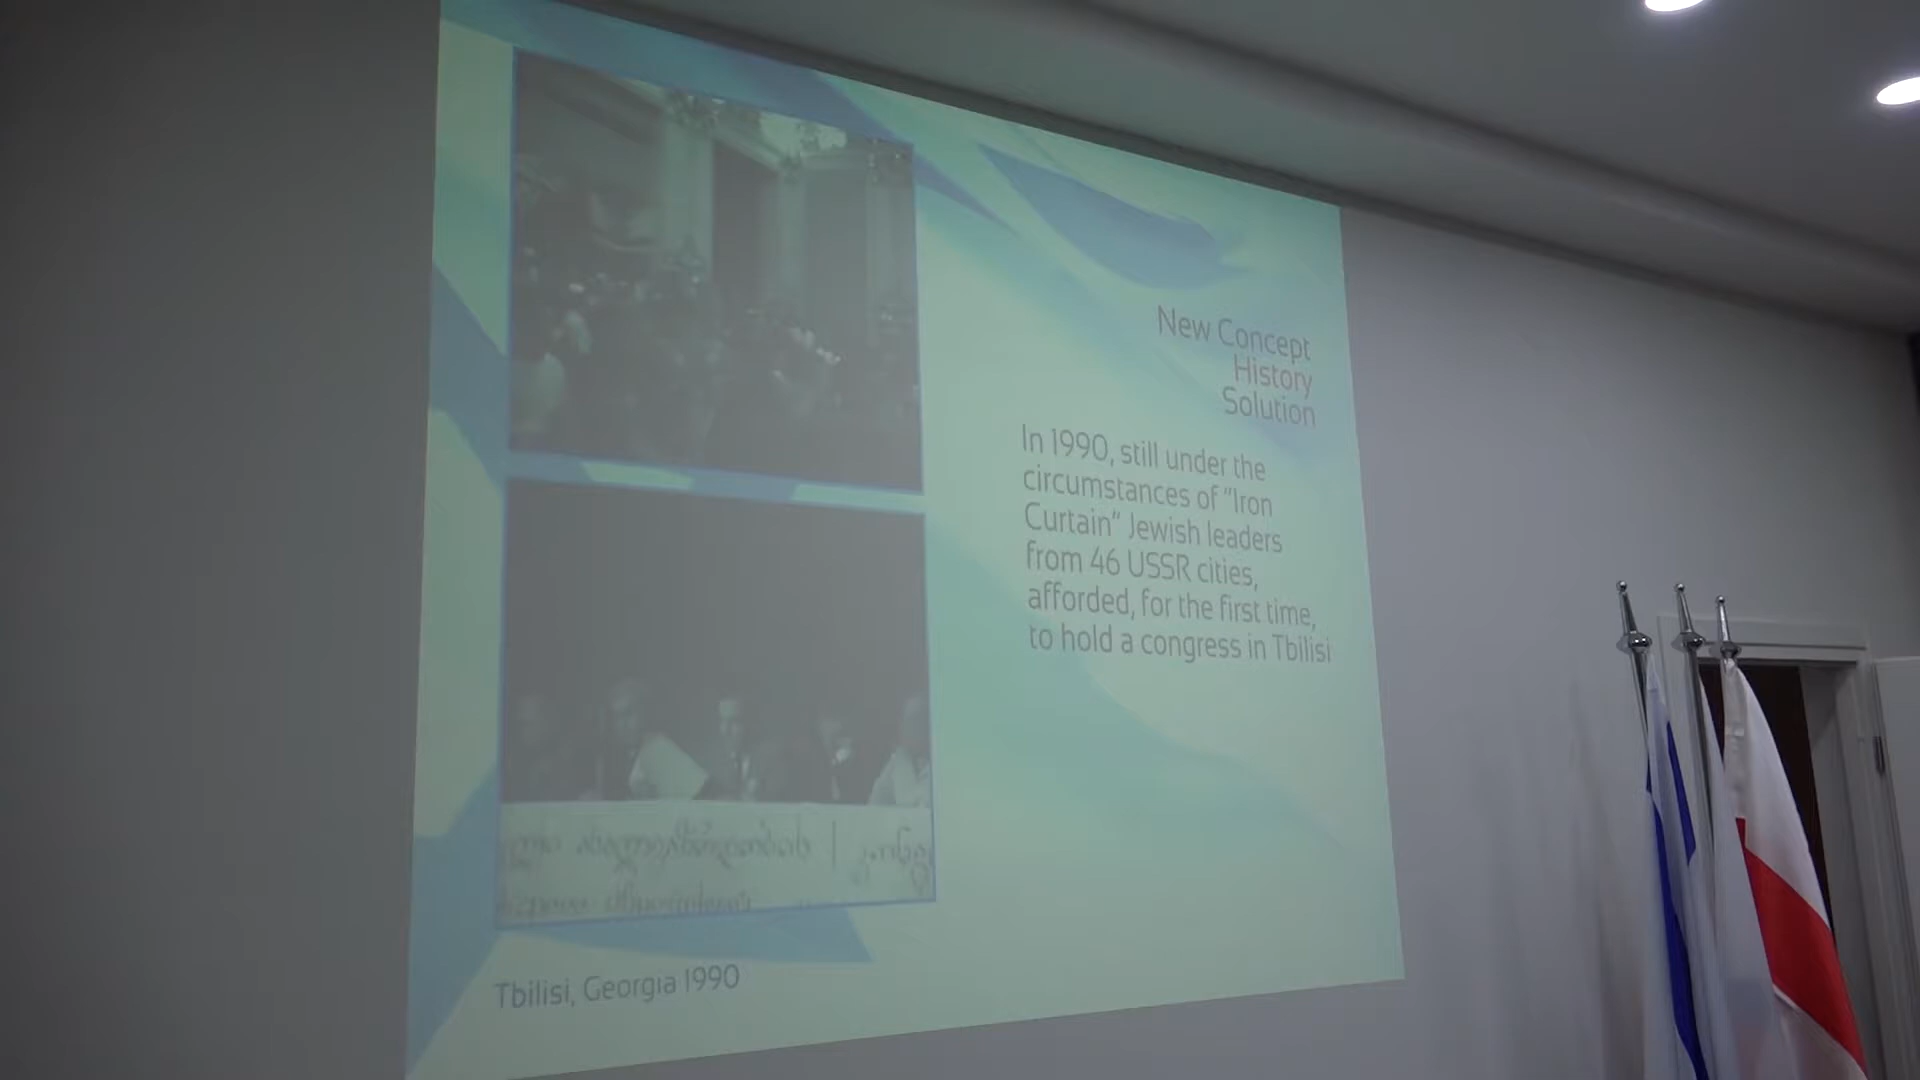 New Concept
History
Solution
In 1990, still under the
circumstances of "Iron
Curtain" Jewish leaders
from 46 USSR cities,
afforded, for the first time,
to hold a congress in Tbilisi
Tbilisi, Georgia 1990